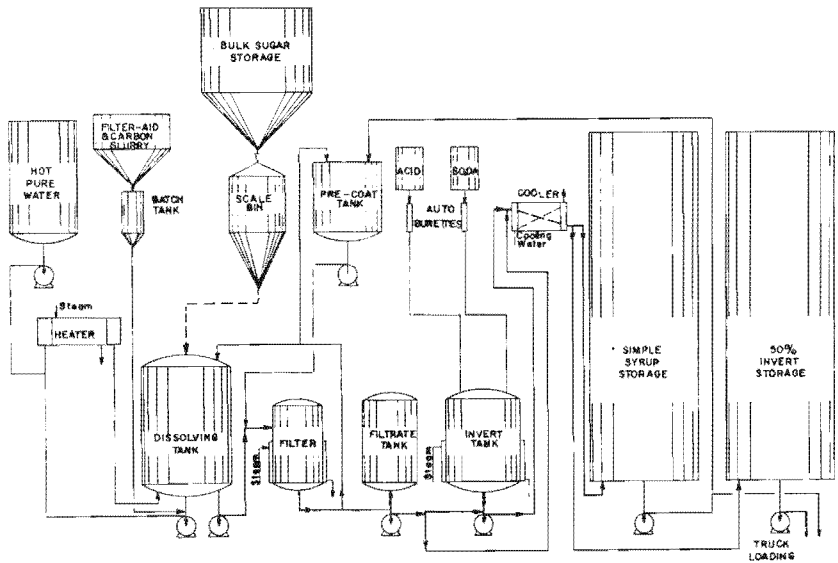 BULK SUGAR
STORAGE
FILTER-AID
& CARBON
SLURRY
HOT
PURE
WATER
BATCH
TANK
SCALE
BIN
PRE-COAT
TANK
ACID
SODA
AUTO
BURETTES
COOLER
Cooling
Water
Steam
HEATER
SIMPLE
SYRUP
STORAGE
50%
INVERT
STORAGE
DISSOLVING
TANK
FILTER
Steam
FILTRATE
TANK
INVERT
TANK
Steam
TRUCK
LOADING